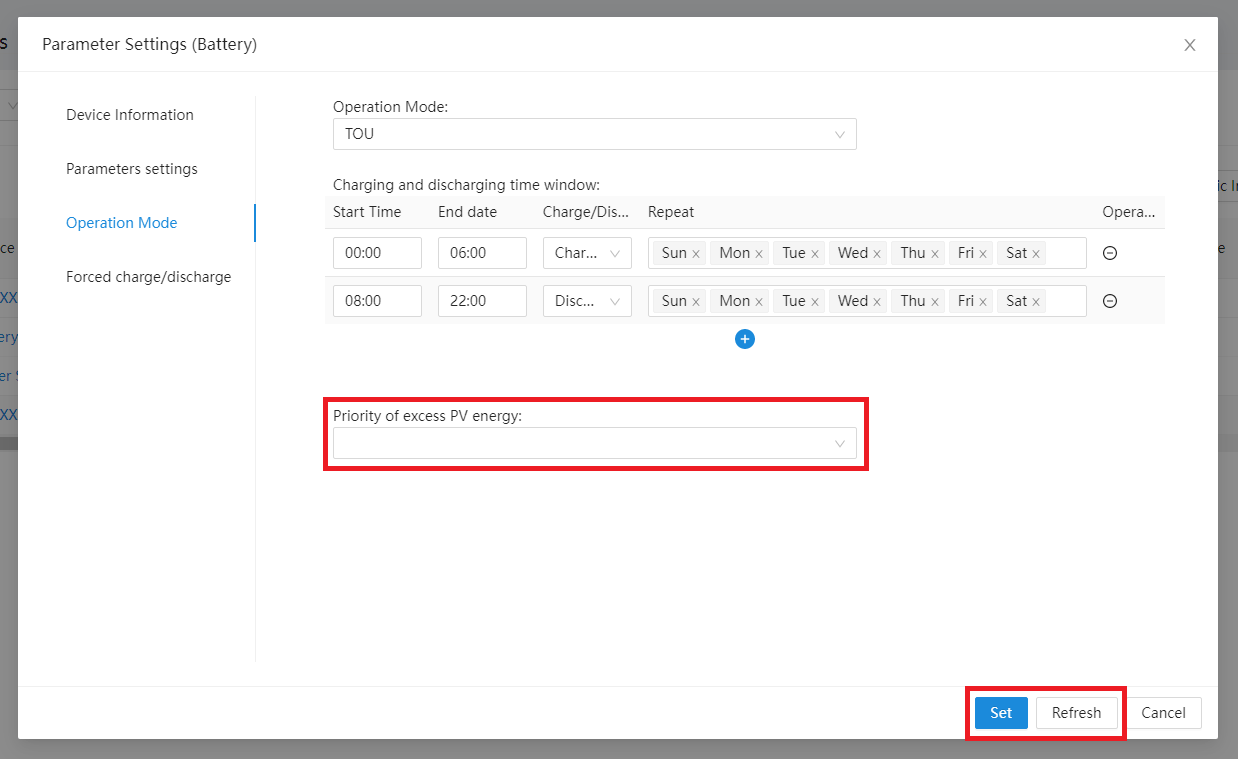 Parameter Settings (Battery)
Device Information
Parameters settings
Operation Mode
Forced charge/discharge
Operation Mode:
TOU
Charging and discharging time window:
Start Time End date Charge/Dis... Repeat Opera...
00:00 06:00 Char... Sun × Mon × Tue × Wed × Thu × Fri × Sat ×
08:00 22:00 Disc... Sun × Mon × Tue × Wed × Thu × Fri × Sat ×
Priority of excess PV energy:
Set Refresh Cancel